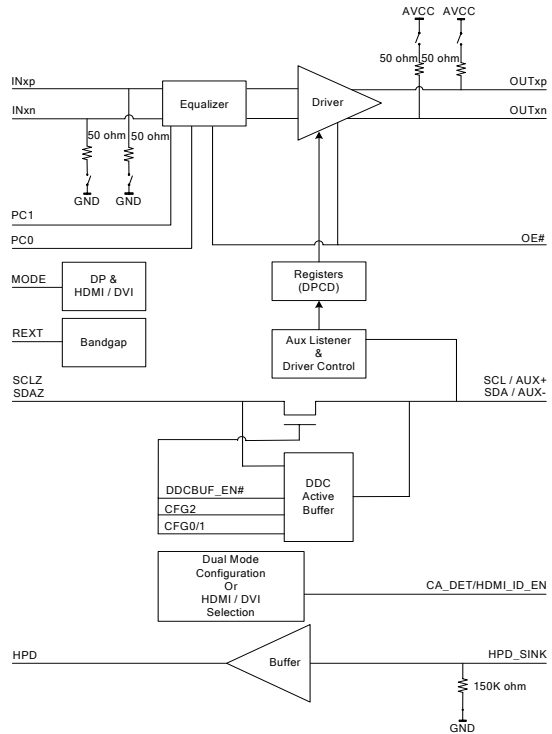 AVCC AVCC
50 ohm 50 ohm
INxp
OUTxp
Equalizer
Driver
INxn
OUTxn
50 ohm 50 ohm
GND GND
PC1
PC0
OE#
MODE
DP &
HDMI / DVI
Registers
(DPCD)
REXT
Bandgap
Aux Listener
&
Driver Control
SCLZ
SDAZ
SCL / AUX+
SDA / AUX-
DDCBUF_EN#
CFG2
CFG0/1
DDC
Active
Buffer
Dual Mode
Configuration
Or
HDMI / DVI
Selection
CA_DET/HDMI_ID_EN
HPD
Buffer
HPD_SINK
150K ohm
GND